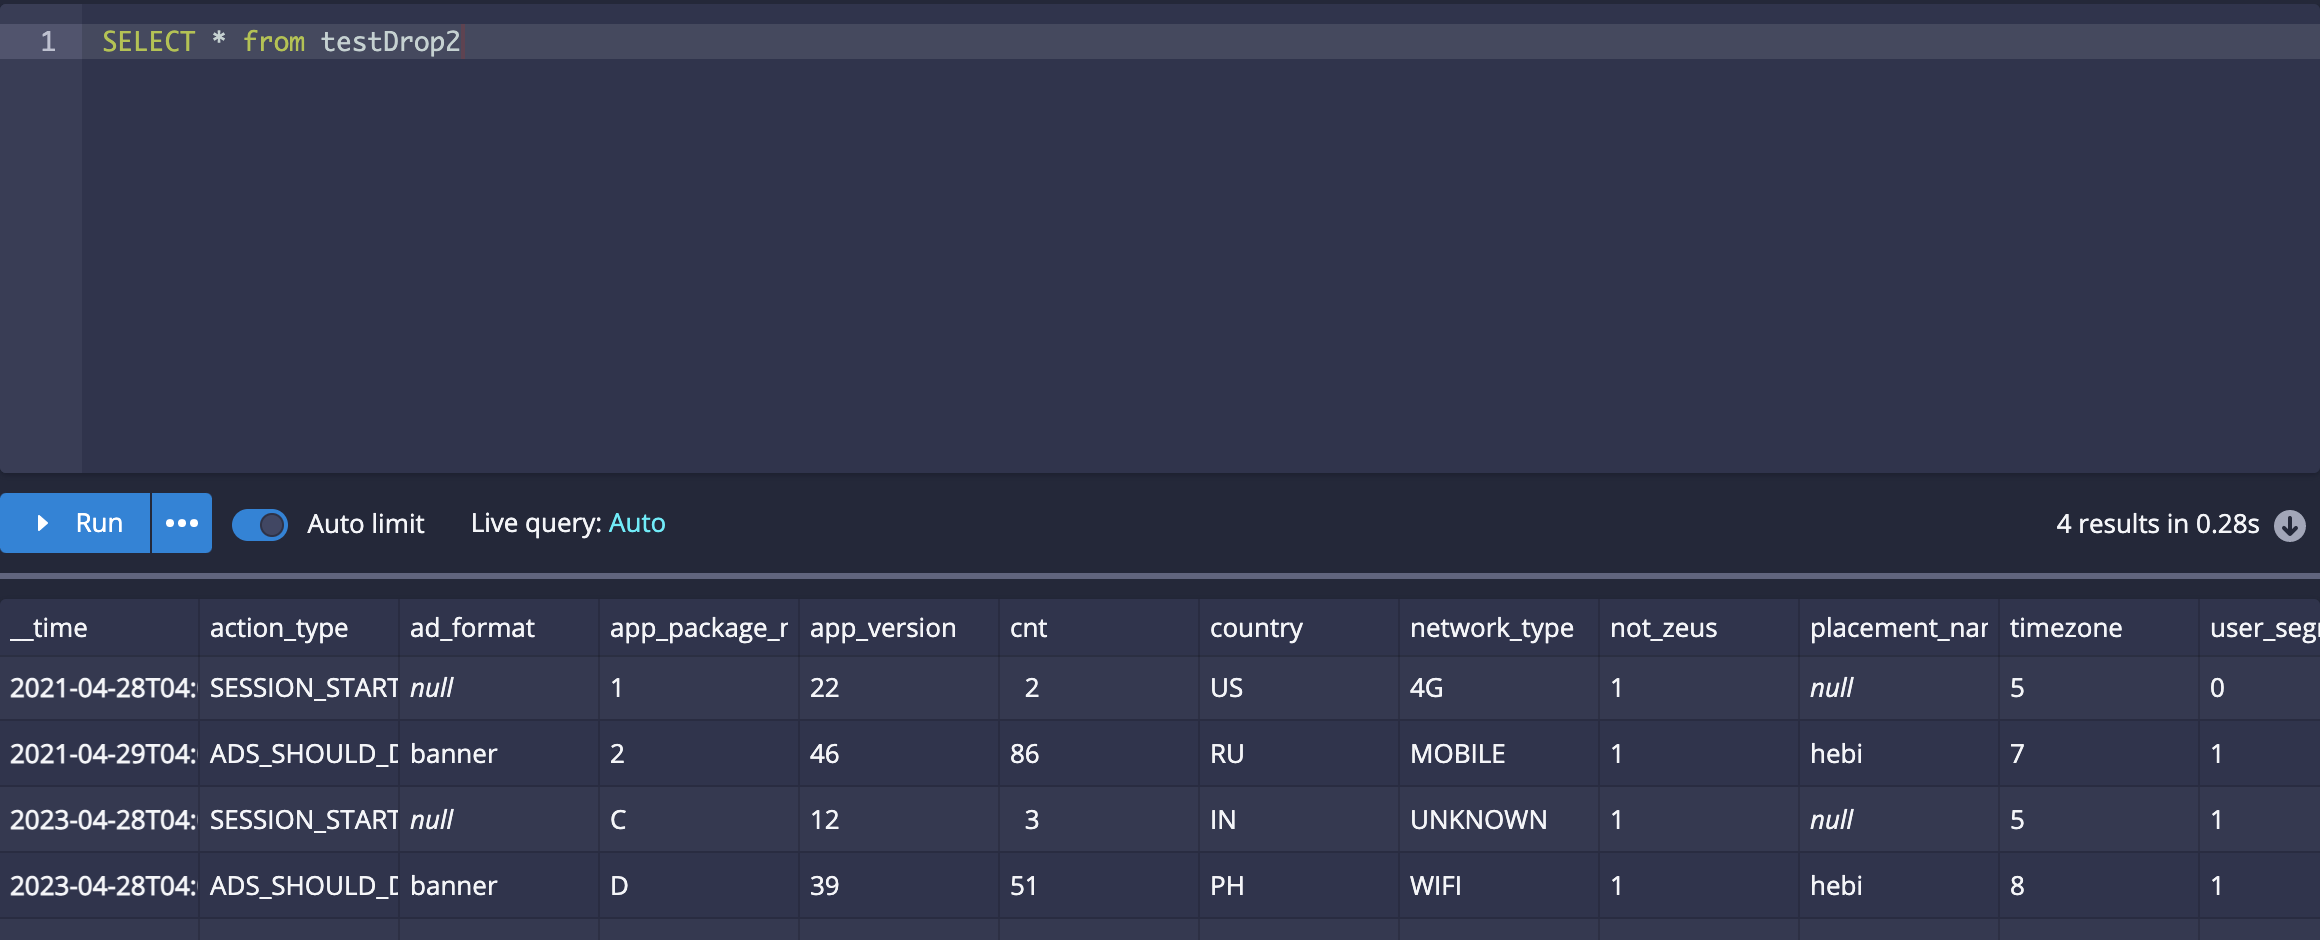 1 SELECT * from testDrop2
Run ••• Auto limit Live query: Auto 4 results in 0.28s
__time action_type ad_format app_package_r app_version cnt country network_type not_zeus placement_nar timezone user_seg
2021-04-28T04: SESSION_START null 1 22 2 US 4G 1 null 5 0
2021-04-29T04: ADS_SHOULD_D banner 2 46 86 RU MOBILE 1 hebi 7 1
2023-04-28T04: SESSION_START null C 12 3 IN UNKNOWN 1 null 5 1
2023-04-28T04: ADS_SHOULD_D banner D 39 51 PH WIFI 1 hebi 8 1